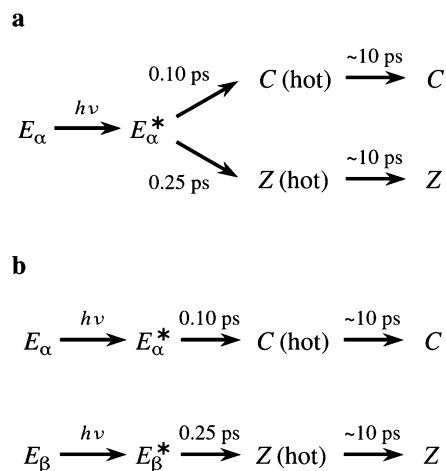 a
0.10 ps C (hot) ~10 ps C
hν
Eα Eα*
0.25 ps Z (hot) ~10 ps Z
b
hν 0.10 ps ~10 ps
Eα Eα* C (hot) C
hν 0.25 ps ~10 ps
Eβ Eβ* Z (hot) Z